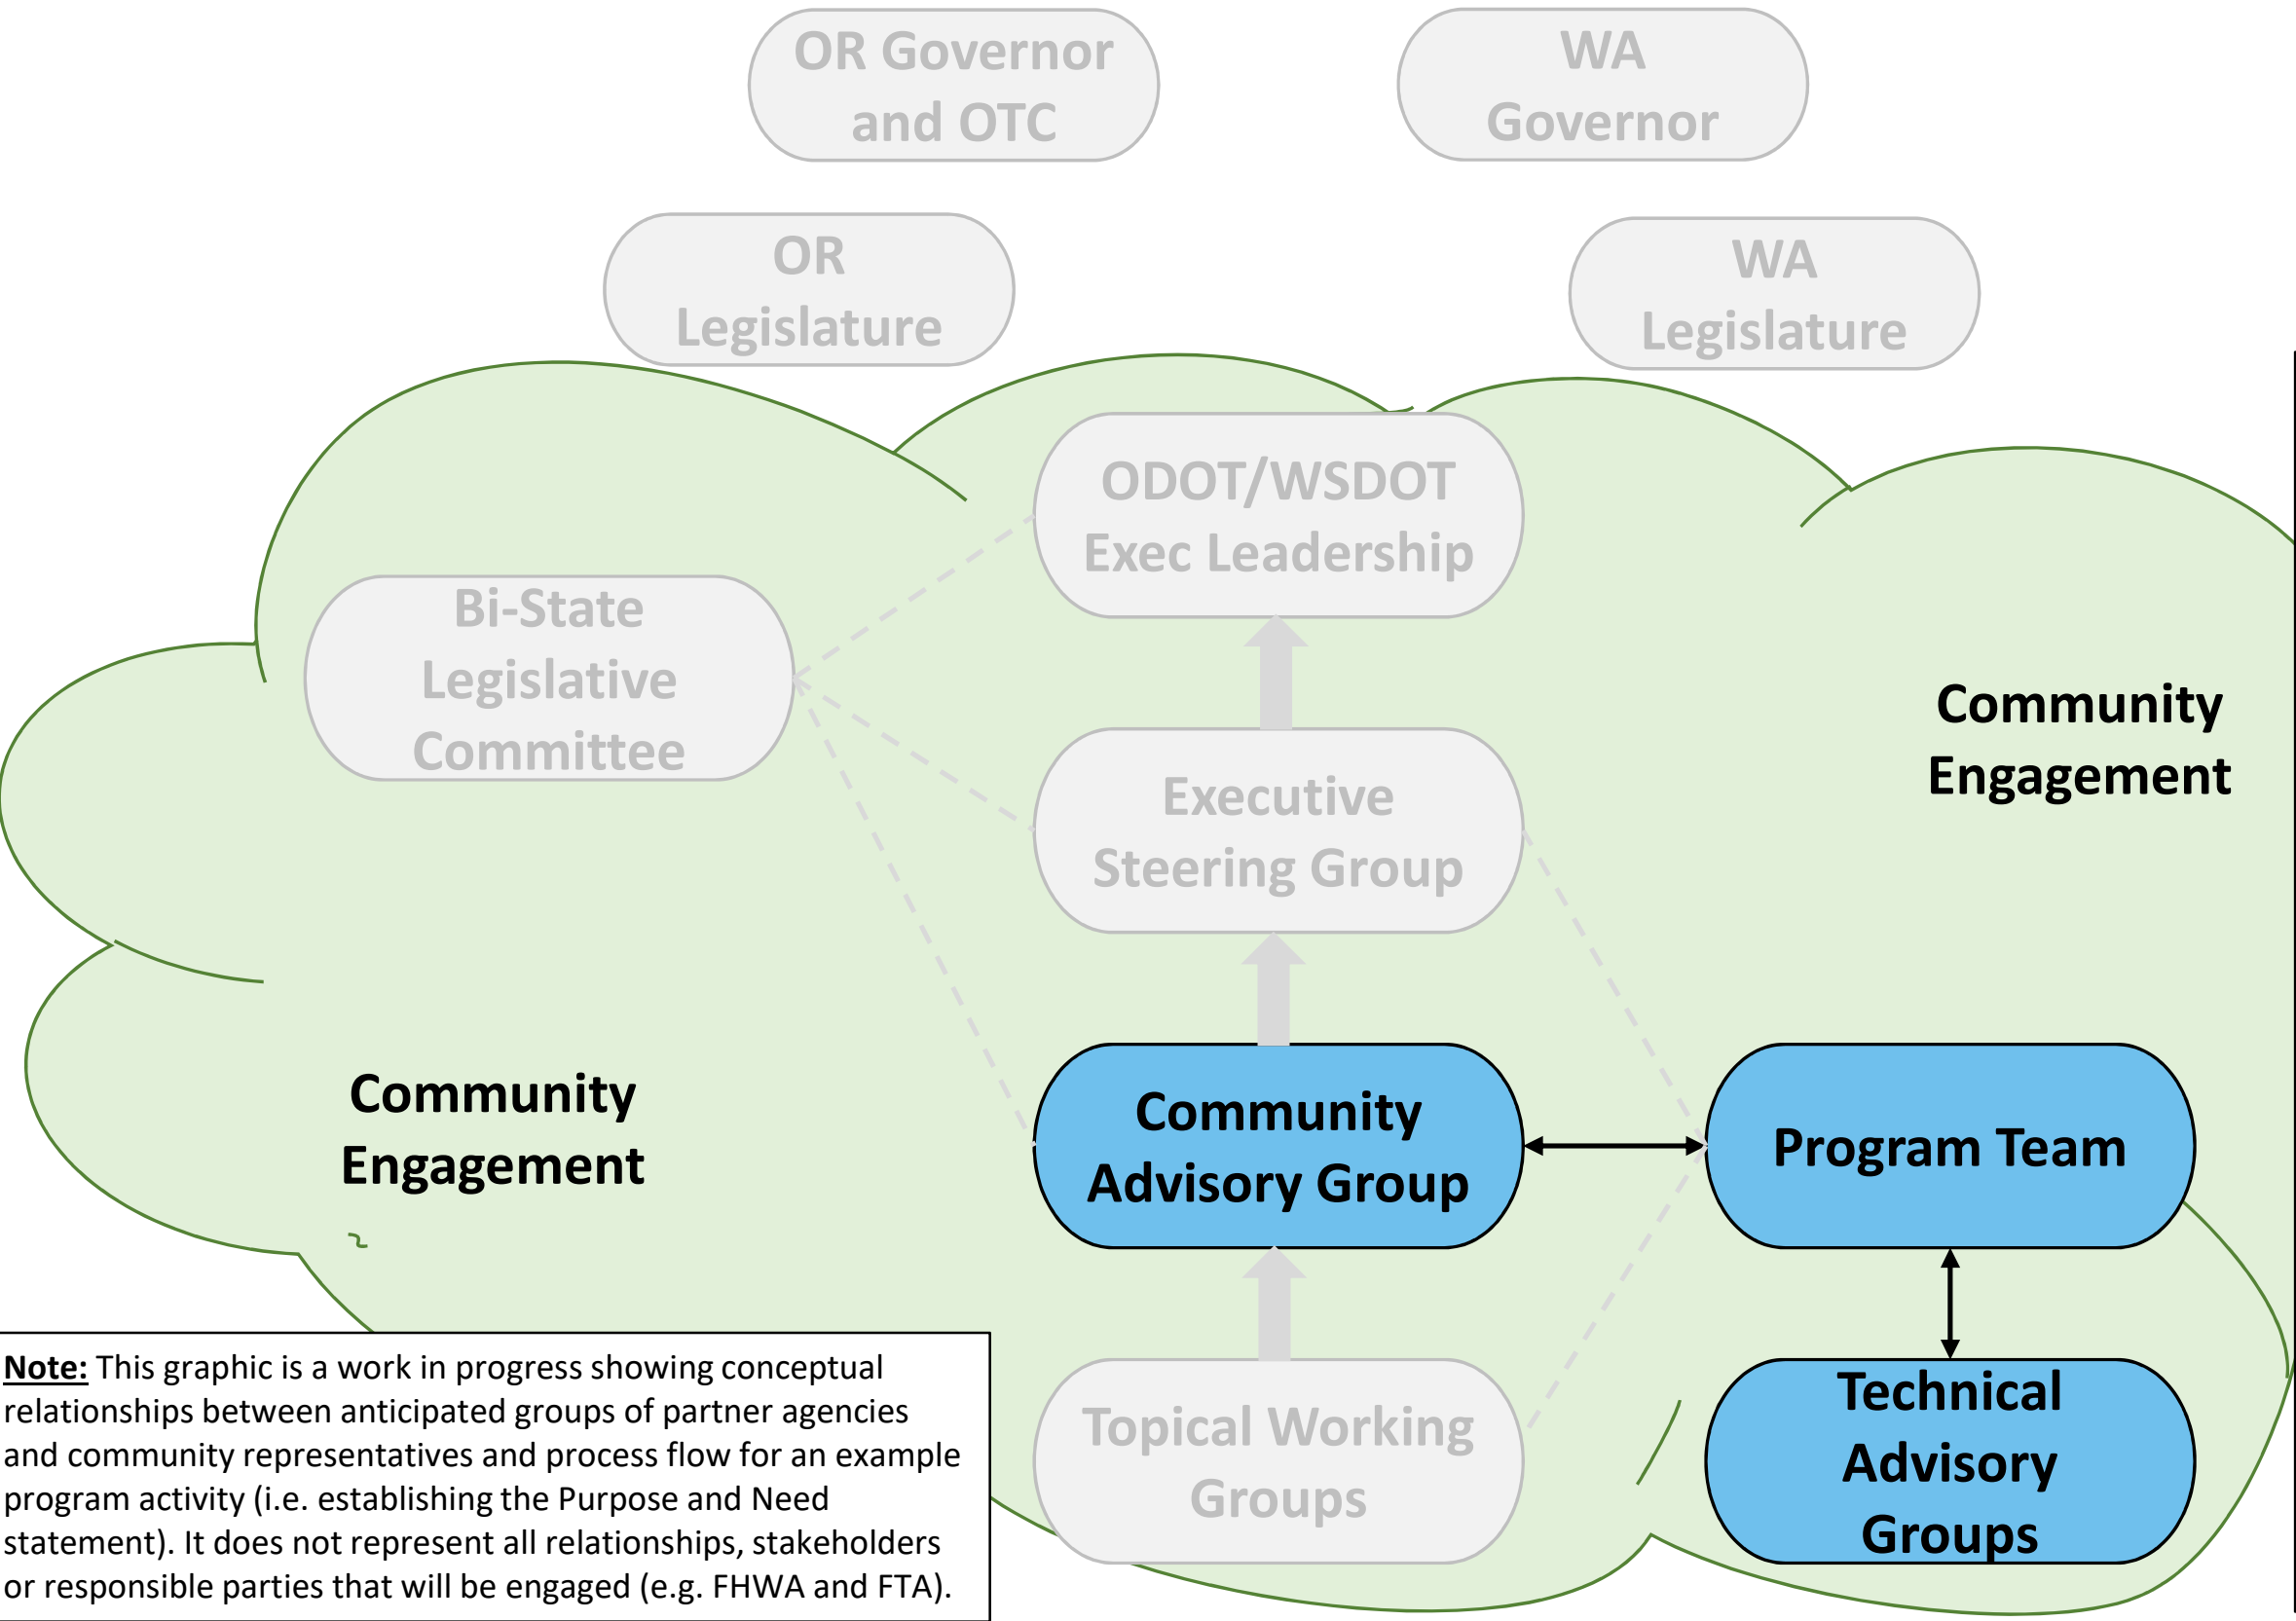 OR Governor
and OTC
WA
Governor
OR
Legislature
WA
Legislature
ODOT/WSDOT
Exec Leadership
Bi-State
Legislative
Committee
Community
Engagement
Executive
Steering Group
Community
Engagement
Community
Advisory Group
Program Team
Topical Working
Groups
Technical
Advisory
Groups
Note: This graphic is a work in progress showing conceptual
relationships between anticipated groups of partner agencies
and community representatives and process flow for an example
program activity (i.e. establishing the Purpose and Need
statement). It does not represent all relationships, stakeholders
or responsible parties that will be engaged (e.g. FHWA and FTA).